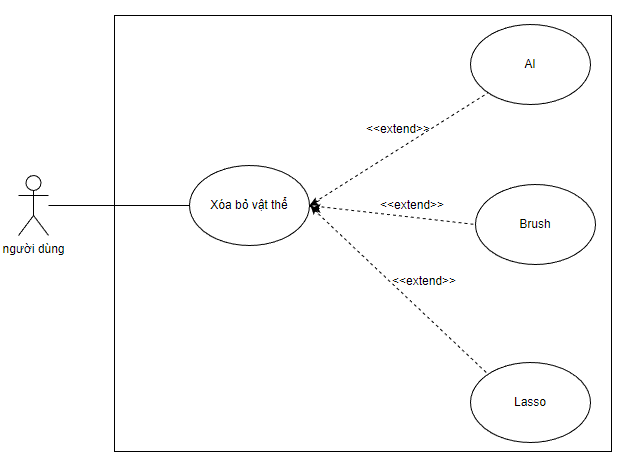 AI
<<extend>>
Xóa bỏ vật thể
<<extend>>
Brush
người dùng
<<extend>>
Lasso